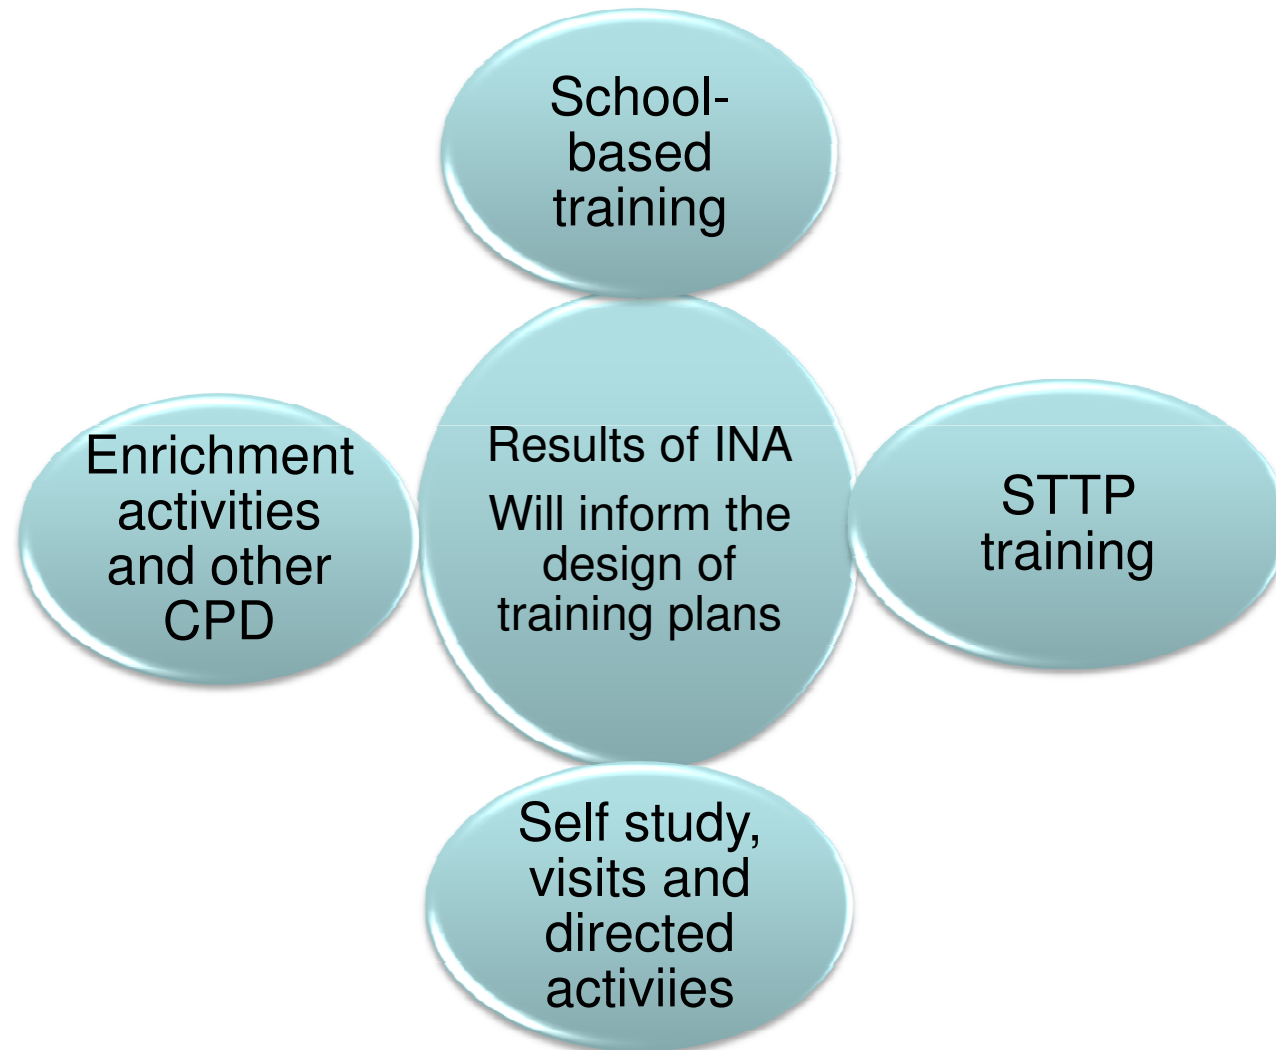 School-
based
training
Enrichment
activities
and other
CPD
Results of INA
Will inform the
design of
training plans
STTP
training
Self study,
visits and
directed
activiies